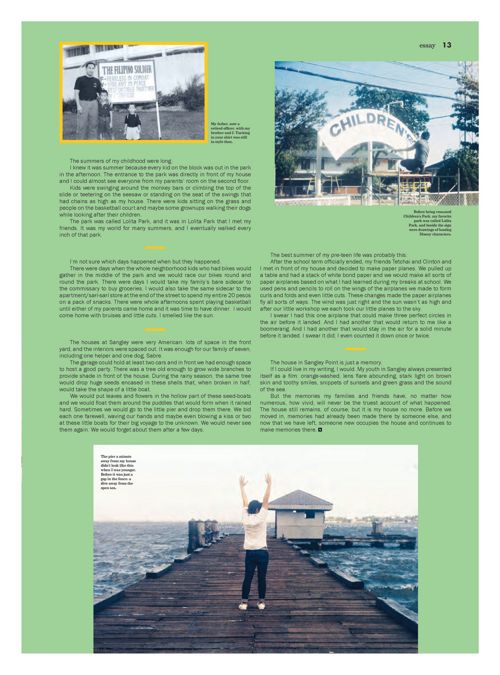 essay 13
THE FILIPINO SOLDIER
My father, now a
retired officer, with my
brother and I. Tucking
in your shirt was still
in style then.
CHILDREN'S
Before being renamed
Children's Park, my favorite
park was called Lolita
Park, and beside the sign
were drawings of
Disney characters.
The summers of my childhood were long.
I knew it was summer because every kid on the block was out in the park
in the afternoon. The entrance to the park was directly in front of my house
and I could almost see everyone from my parents' room on the second floor.
Kids were swinging around the monkey bars or climbing the top of the
slide or teetering on the seesaw or standing on the seat of the swings that
had chains as high as my house. There were kids sitting on the grass and
people on the basketball court and maybe some grownups walking their dogs
while looking after their children.
The park was called Lolita Park, and it was in Lolita Park that I met my
friends. It was my world for many summers, and I eventually walked every
inch of that park.
I'm not sure which days happened when but they happened.
There were days when the whole neighborhood kids who had bikes would
gather in the middle of the park and we would race our bikes round and
round the park. There were days I would take my family's bare sidecar to
the commissary to buy groceries. I would also take the same sidecar to the
apartment/sari-sari store at the end of the street to spend my entire 20 pesos
on a pack of snacks. There were whole afternoons spent playing basketball
until either of my parents came home and it was time to have dinner. I would
come home with bruises and little cuts. I smelled like the sun.
The houses at Sangley were very American: lots of space in the front
yard, and the interiors were spaced out. It was enough for our family of seven,
including one helper and one dog, Sabre.
The garage could hold at least two cars and in front we had enough space
to host a good party. There was a tree old enough to grow wide branches to
provide shade in front of the house. During the rainy season, the same tree
would drop huge seeds encased in these shells that, when broken in half,
would take the shape of a little boat.
We would put leaves and flowers in the hollow part of these seed-boats
and we would float them around the puddles that would form when it rained
hard. Sometimes we would go to the little pier and drop them there. We bid
each one farewell, waving our hands and maybe even blowing a kiss or two
at these little boats for their big voyage to the unknown. We would never see
them again. We would forget about them after a few days.
The best summer of my pre-teen life was probably this:
After the school term officially ended, my friends Tetchai and Clinton and
I met in front of my house and decided to make paper planes. We pulled up
a table and had a stack of white bond paper and we would make all sorts of
paper airplanes based on what I had learned during my breaks at school. We
used pens and pencils to roll on the wings of the airplanes we made to form
curls and folds and even little cuts. These changes made the paper airplanes
fly all sorts of ways. The wind was just right and the sun wasn't as high and
after our little workshop we each took our little planes to the sky.
I swear I had this one airplane that could make three perfect circles in
the air before it landed. And I had another that would return to me like a
boomerang. And I had another that would stay in the air for a solid minute
before it landed. I swear it did; I even counted it down once or twice.
The house in Sangley Point is just a memory.
If I could live in my writing, I would. My youth in Sangley always presented
itself as a film: orange-washed, lens flare abounding, stark light on brown
skin and toothy smiles, snippets of sunsets and green grass and the sound
of the sea.
But the memories my families and friends have, no matter how
numerous, how vivid, will never be the truest account of what happened.
The house still remains, of course, but it is my house no more. Before we
moved in, memories had already been made there by someone else, and
now that we have left, someone new occupies the house and continues to
make memories there.
The pier a minute
away from my house
didn't look like this
when I was younger.
Before it was just a
gap in the fence: a
dive away from the
open sea.